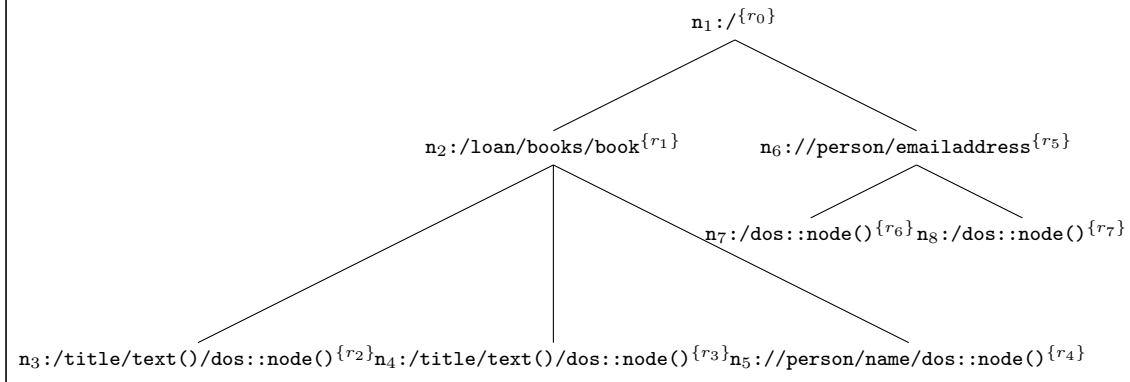 n₁:/{r₀}
n₂:/loan/books/book{r₁} n₆://person/emailaddress{r₅}
n₇:/dos::node(){r₆} n₈:/dos::node(){r₇}
n₃:/title/text()/dos::node(){r₂} n₄:/title/text()/dos::node(){r₃} n₅://person/name/dos::node(){r₄}